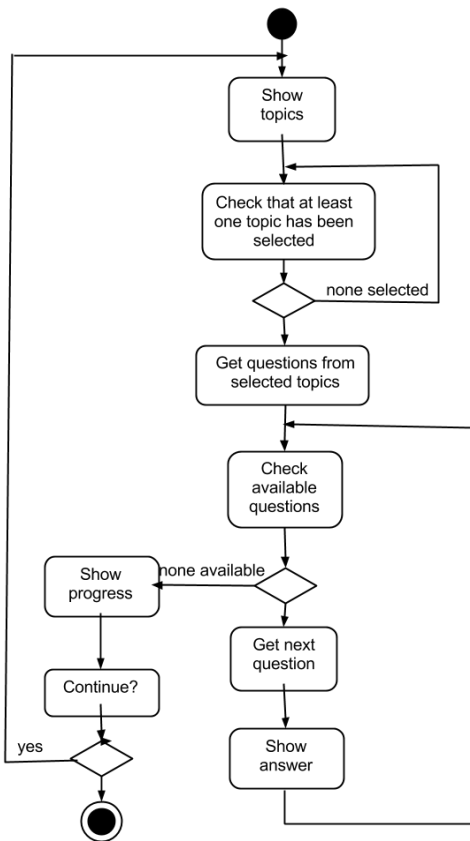 Show
topics
Check that at least
one topic has been
selected
none selected
Get questions from
selected topics
Check
available
questions
none available
Show
progress
Get next
question
Continue?
Show
answer
yes